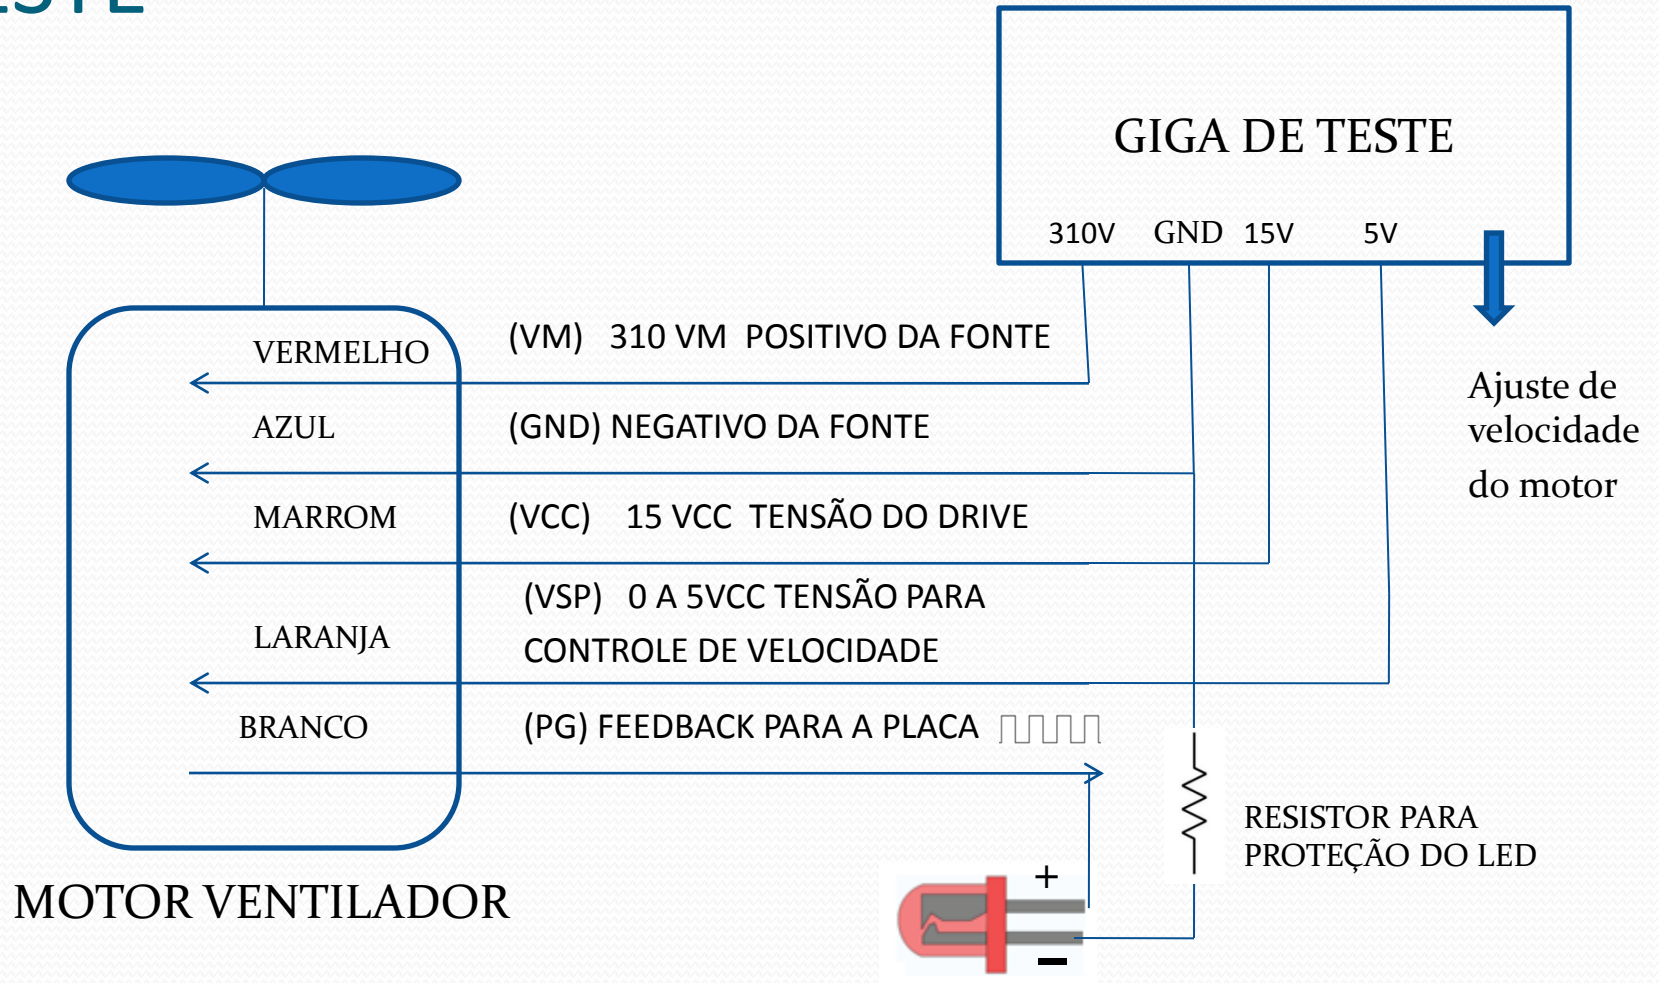 GIGA DE TESTE
310V GND 15V 5V
VERMELHO
(VM) 310 VM POSITIVO DA FONTE
AZUL
(GND) NEGATIVO DA FONTE
MARROM
(VCC) 15 VCC TENSÃO DO DRIVE
LARANJA
(VSP) 0 A 5VCC TENSÃO PARA
CONTROLE DE VELOCIDADE
BRANCO
(PG) FEEDBACK PARA A PLACA
Ajuste de
velocidade
do motor
RESISTOR PARA
PROTEÇÃO DO LED
+
-
MOTOR VENTILADOR